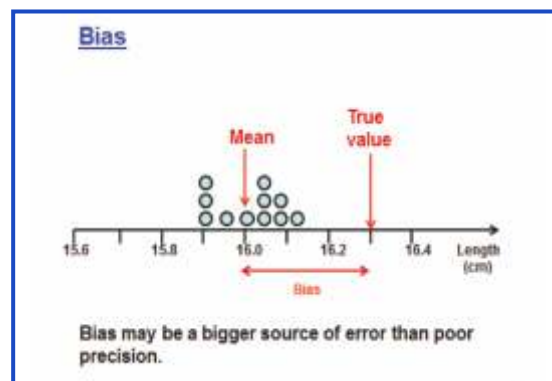 Bias
True
value
Mean
15.6 15.8 16.0 16.2 16.4 Length
(cm)
Bias
Bias may be a bigger source of error than poor
precision.